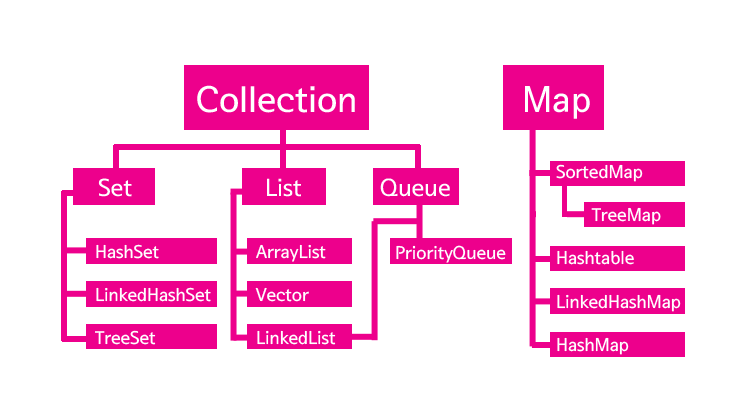 Collection
Map
Set
List
Queue
HashSet
LinkedHashSet
TreeSet
ArrayList
Vector
LinkedList
PriorityQueue
SortedMap
TreeMap
Hashtable
LinkedHashMap
HashMap